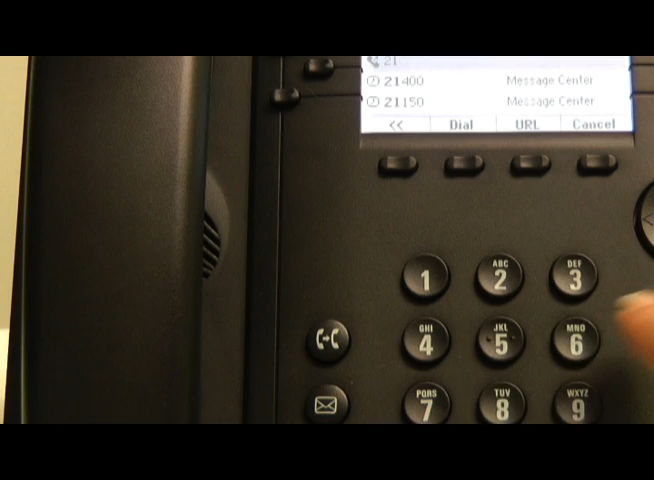 21
21400 Message Center
21150 Message Center
<< Dial URL Cancel
1 ABC 2 DEF 3
GHI 4 JKL 5 MNO 6
PQRS 7 TUV 8 WXYZ 9